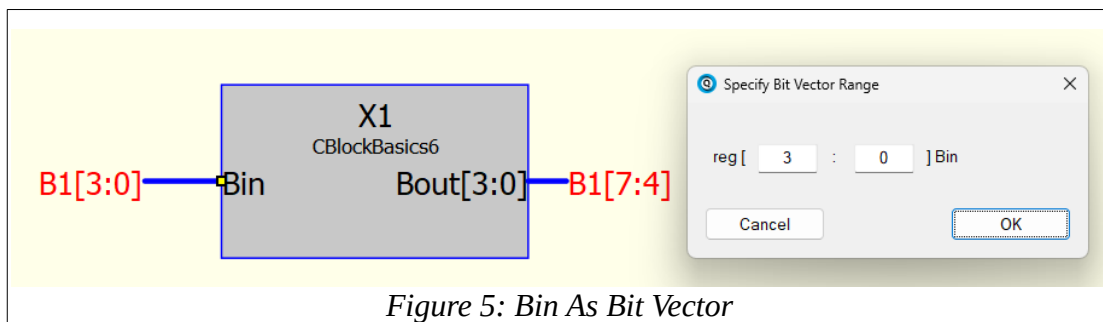 X1
CBlockBasics6
B1[3:0]
Bin
Bout[3:0]
B1[7:4]
Specify Bit Vector Range
reg [ 3 : 0 ] Bin
Cancel
OK
Figure 5: Bin As Bit Vector